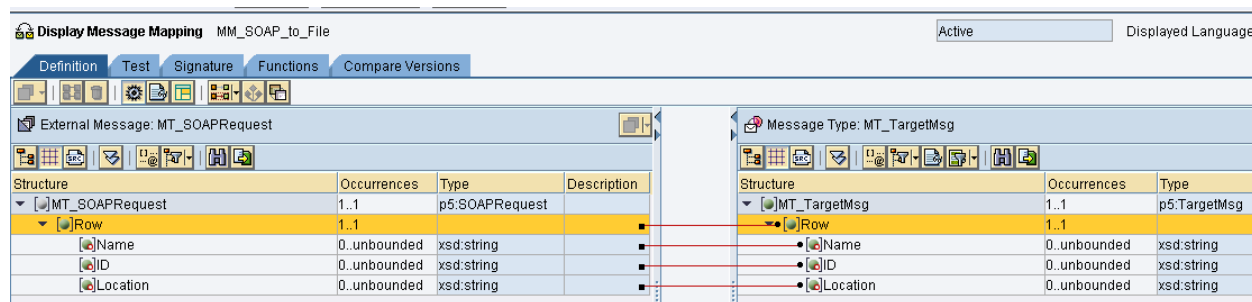 Display Message Mapping MM_SOAP_to_File Active Displayed Language
Definition Test Signature Functions Compare Versions
External Message: MT_SOAPRequest Message Type: MT_TargetMsg
Structure Occurrences Type Description Structure Occurrences Type
MT_SOAPRequest 1..1 p5:SOAPRequest MT_TargetMsg 1..1 p5:TargetMsg
Row 1..1 Row 1..1
Name 0..unbounded xsd:string Name 0..unbounded xsd:string
ID 0..unbounded xsd:string ID 0..unbounded xsd:string
Location 0..unbounded xsd:string Location 0..unbounded xsd:string